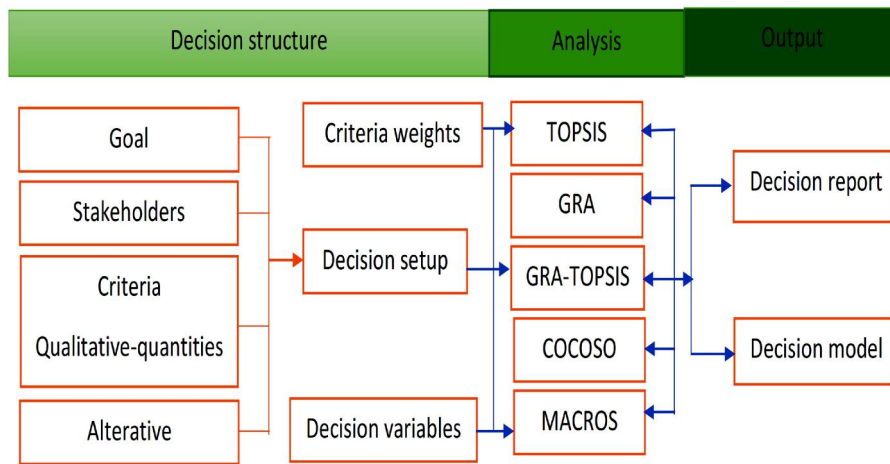 Decision structure
Analysis
Output
Goal
Stakeholders
Criteria
Qualitative-quantities
Alterative
Criteria weights
Decision setup
Decision variables
TOPSIS
GRA
GRA-TOPSIS
COCOSO
MACROS
Decision report
Decision model